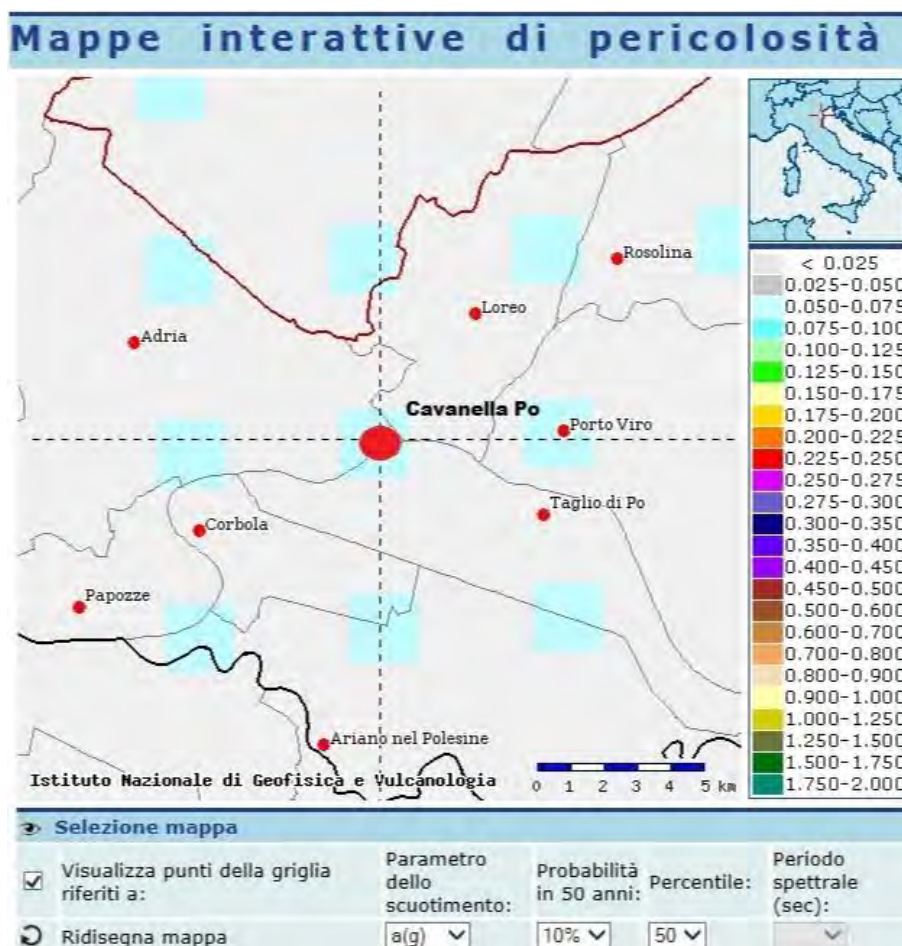 Mappe interattive di pericolosità
Rosolina
Loreo
Adria
Cavanella Po
Porto Viro
Taglio di Po
Corbola
Papozze
Ariano nel Polesine
Istituto Nazionale di Geofisica e Vulcanologia
0 1 2 3 4 5 km
< 0.025
0.025-0.050
0.050-0.075
0.075-0.100
0.100-0.125
0.125-0.150
0.150-0.175
0.175-0.200
0.200-0.225
0.225-0.250
0.250-0.275
0.275-0.300
0.300-0.350
0.350-0.400
0.400-0.450
0.450-0.500
0.500-0.600
0.600-0.700
0.700-0.800
0.800-0.900
0.900-1.000
1.000-1.250
1.250-1.500
1.500-1.750
1.750-2.000
Selezione mappa
Visualizza punti della griglia
riferiti a:
Parametro
dello
scuotimento:
Probabilità
in 50 anni:
Percentile:
Periodo
spettrale
(sec):
Ridisegna mappa
a(g)
10%
50